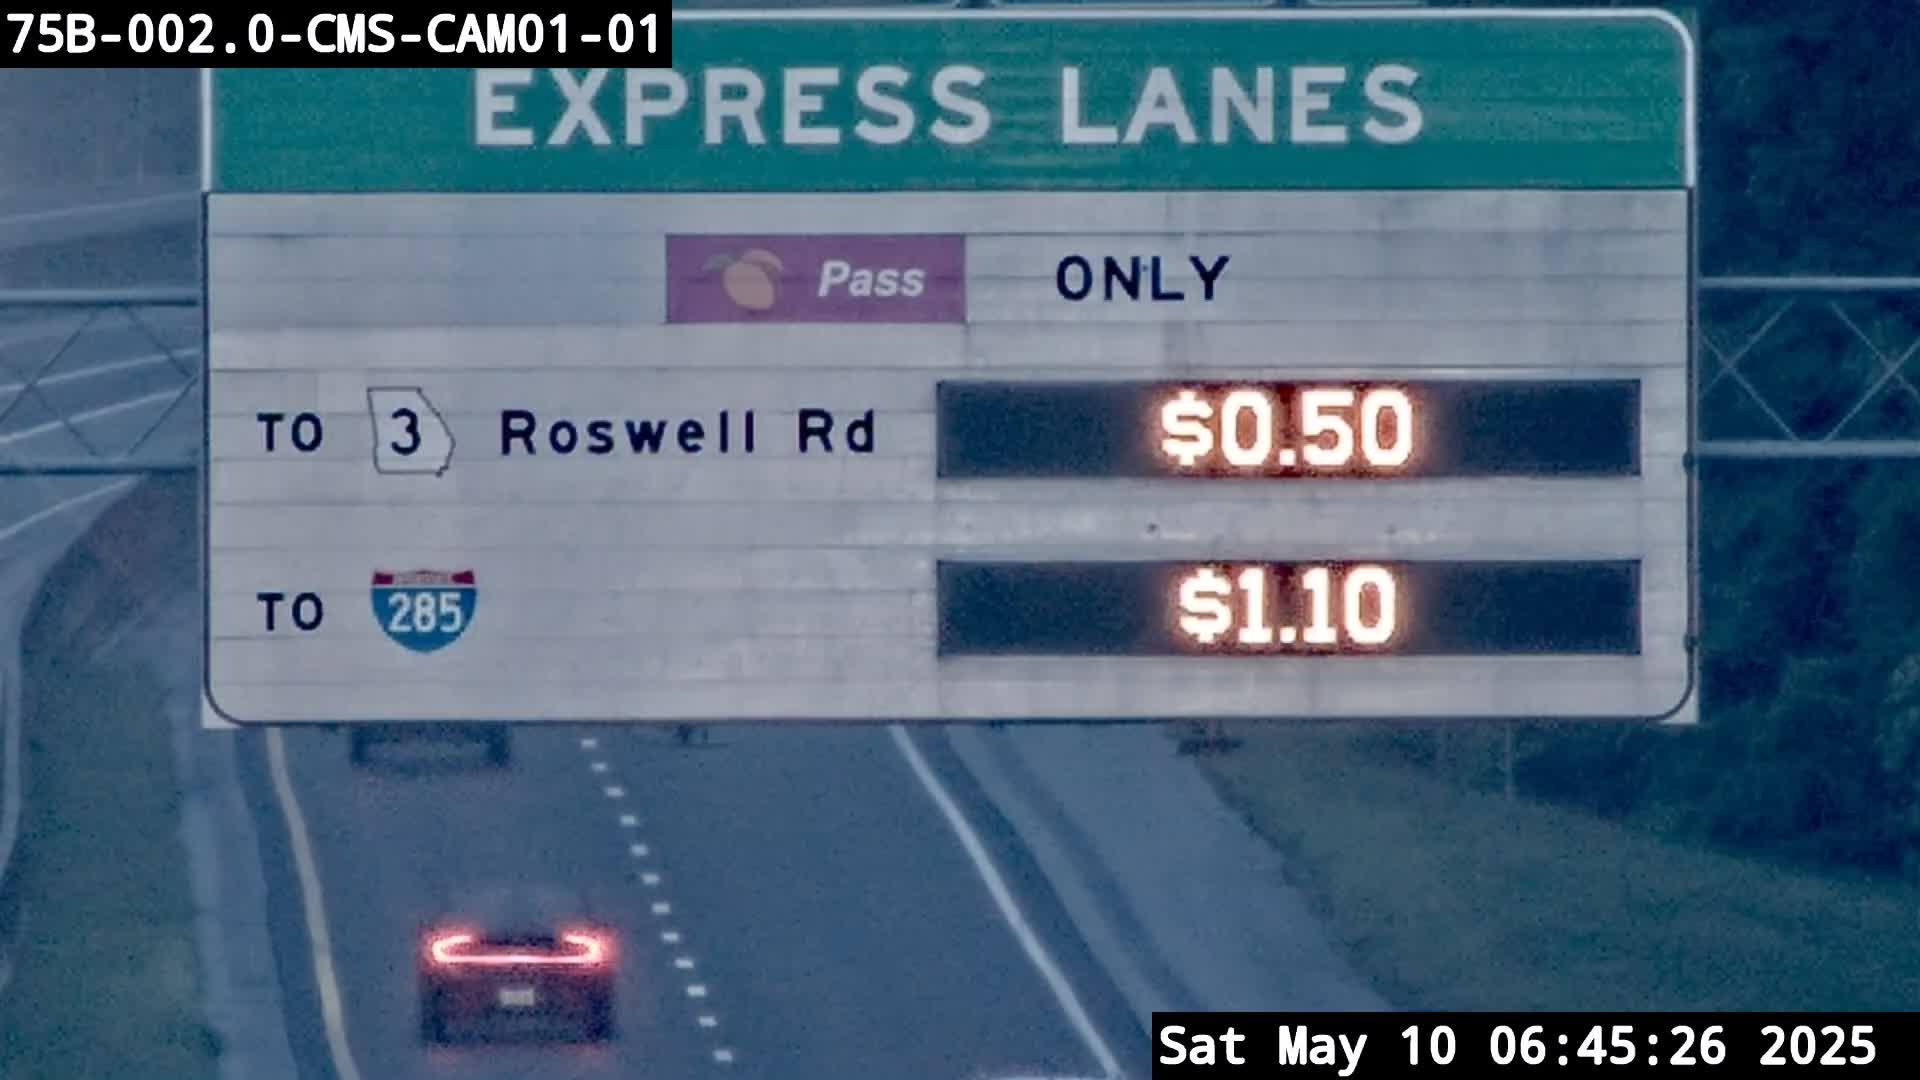 75B-002.0-CMS-CAM01-01
EXPRESS LANES
Pass ONLY
TO 3 Roswell Rd $0.50
TO 285 $1.10
Sat May 10 06:45:26 2025